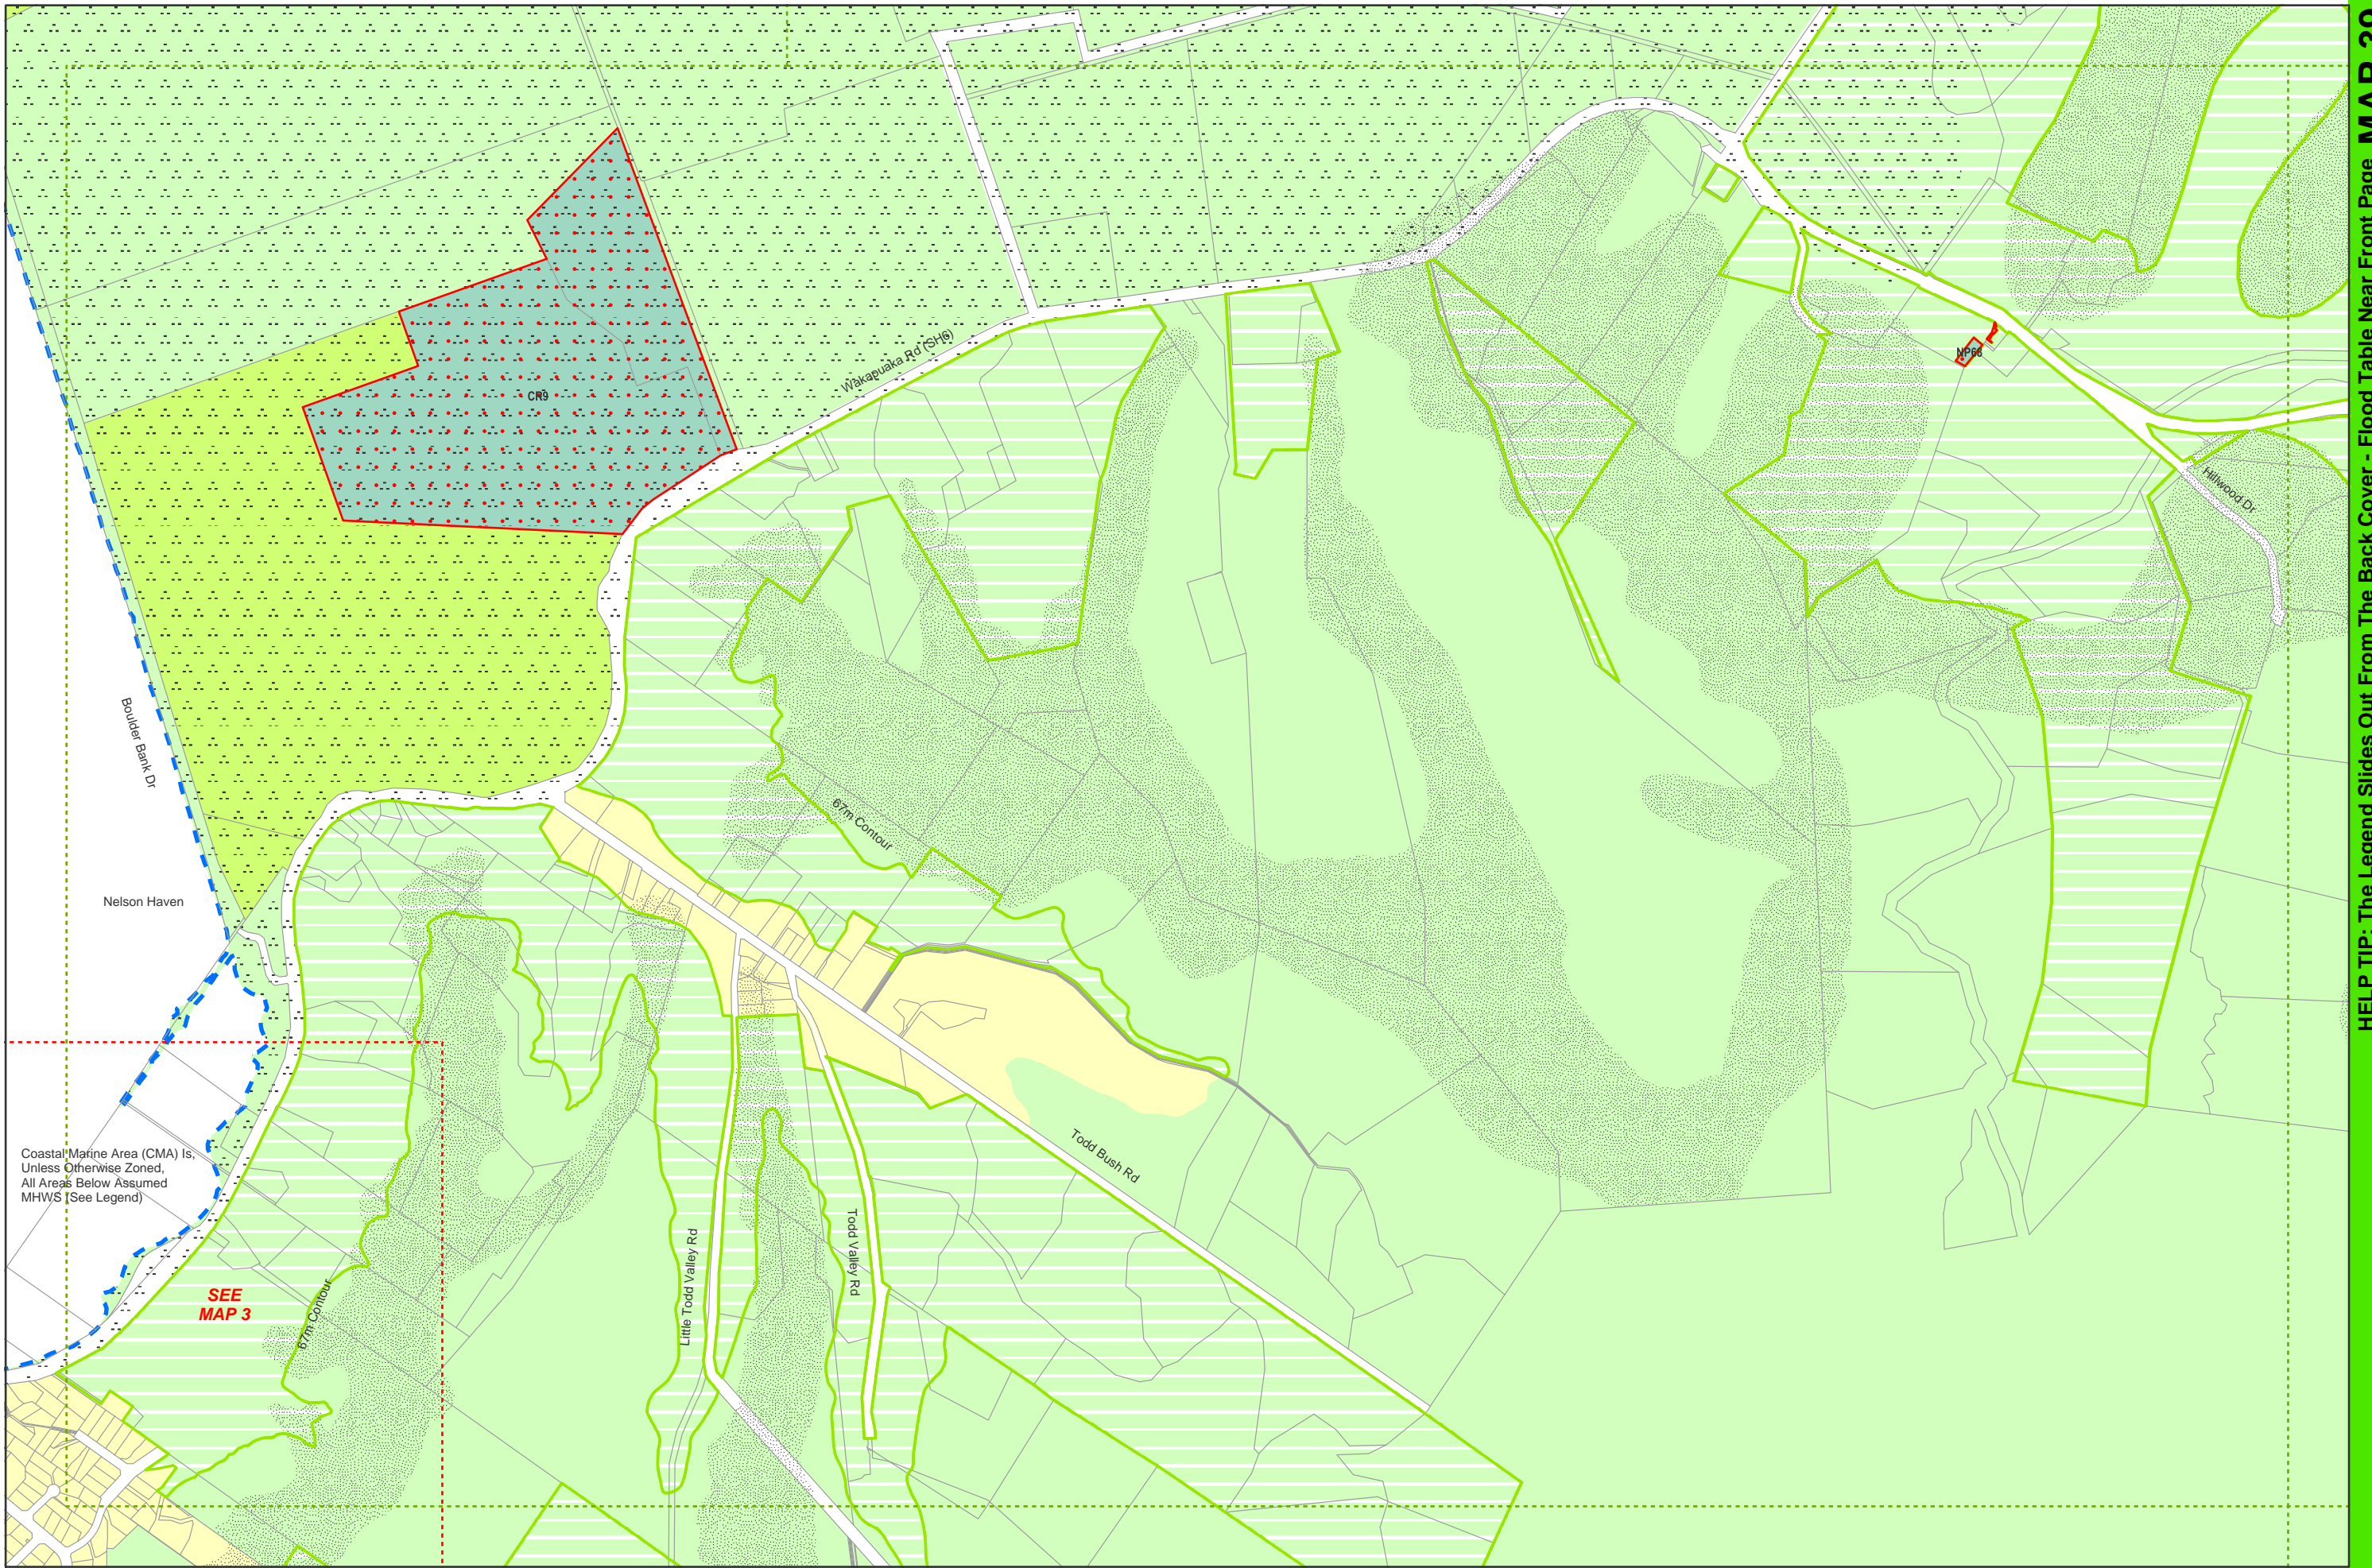 Wakapuaka Rd (SH6)
CR9
NP68
Hillwood Dr
Boulder Bank Dr
67m Contour
Nelson Haven
Todd Bush Rd
Coastal Marine Area (CMA) Is,
Unless Otherwise Zoned,
All Areas Below Assumed
MHWS (See Legend)
Little Todd Valley Rd
Todd Valley Rd
SEE
MAP 3
67m Contour
HELP TIP: The Legend Slides Out From The Back Cover - Flood Table Near Front Page
MAP